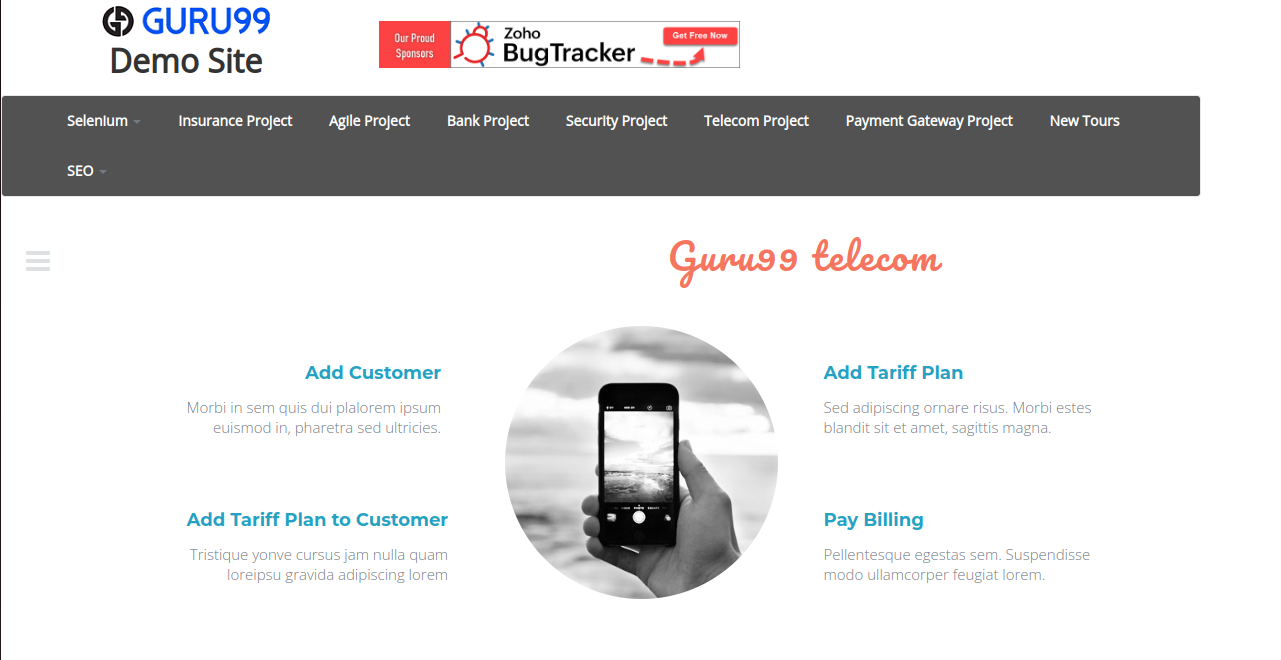 GURU99
Demo Site
Our Proud
Sponsors
Zoho
BugTracker
Get Free Now
Selenium
Insurance Project
Agile Project
Bank Project
Security Project
Telecom Project
Payment Gateway Project
New Tours
SEO
Guru99 telecom
Add Customer
Morbi in sem quis dui plalorem ipsum
euismod in, pharetra sed ultricies.
Add Tariff Plan
Sed adipiscing ornare risus. Morbi estes
blandit sit et amet, sagittis magna.
Add Tariff Plan to Customer
Tristique yonve cursus jam nulla quam
loreipsu gravida adipiscing lorem
Pay Billing
Pellentesque egestas sem. Suspendisse
modo ullamcorper feugiat lorem.